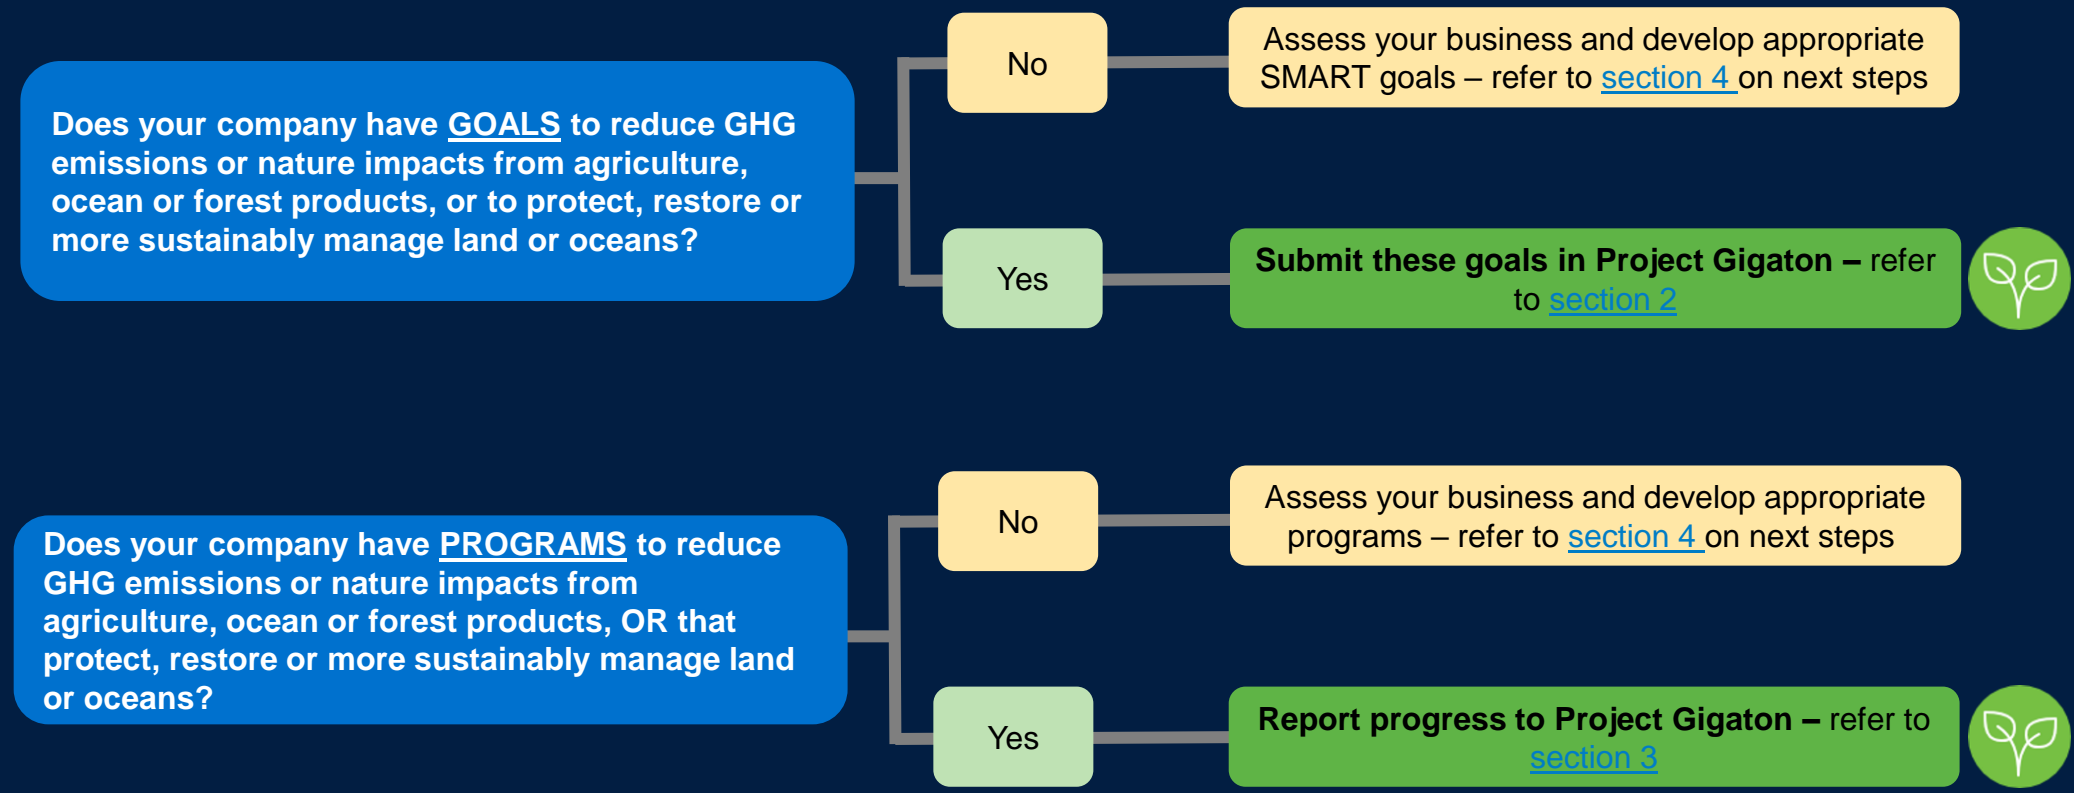 Does your company have GOALS to reduce GHG
emissions or nature impacts from agriculture,
ocean or forest products, or to protect, restore or
more sustainably manage land or oceans?
No
Assess your business and develop appropriate
SMART goals – refer to section 4 on next steps
Yes
Submit these goals in Project Gigaton – refer
to section 2
Does your company have PROGRAMS to reduce
GHG emissions or nature impacts from
agriculture, ocean or forest products, OR that
protect, restore or more sustainably manage land
or oceans?
No
Assess your business and develop appropriate
programs – refer to section 4 on next steps
Yes
Report progress to Project Gigaton – refer to
section 3